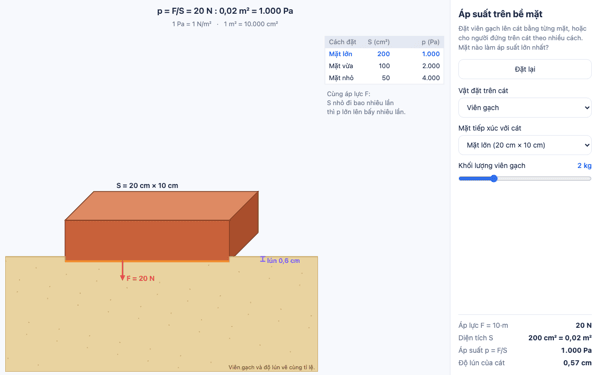 p = F/S = 20 N : 0,02 m² = 1.000 Pa
1 Pa = 1 N/m² · 1 m² = 10.000 cm²
Cách đặt S (cm²) p (Pa)
Mặt lớn 200 1.000
Mặt vừa 100 2.000
Mặt nhỏ 50 4.000
Cùng áp lực F:
S nhỏ đi bao nhiêu lần
thì p lớn lên bấy nhiêu lần.
S = 20 cm × 10 cm
lún 0,6 cm
F = 20 N
Viên gạch và độ lún vẽ cùng tỉ lệ.
Áp suất trên bề mặt
Đặt viên gạch lên cát bằng từng mặt, hoặc
cho người đứng trên cát theo nhiều cách.
Mặt nào làm áp suất lớn nhất?
Đặt lại
Vật đặt trên cát
Viên gạch
Mặt tiếp xúc với cát
Mặt lớn (20 cm × 10 cm)
Khối lượng viên gạch 2 kg
Áp lực F = 10·m 20 N
Diện tích S 200 cm² = 0,02 m²
Áp suất p = F/S 1.000 Pa
Độ lún của cát 0,57 cm